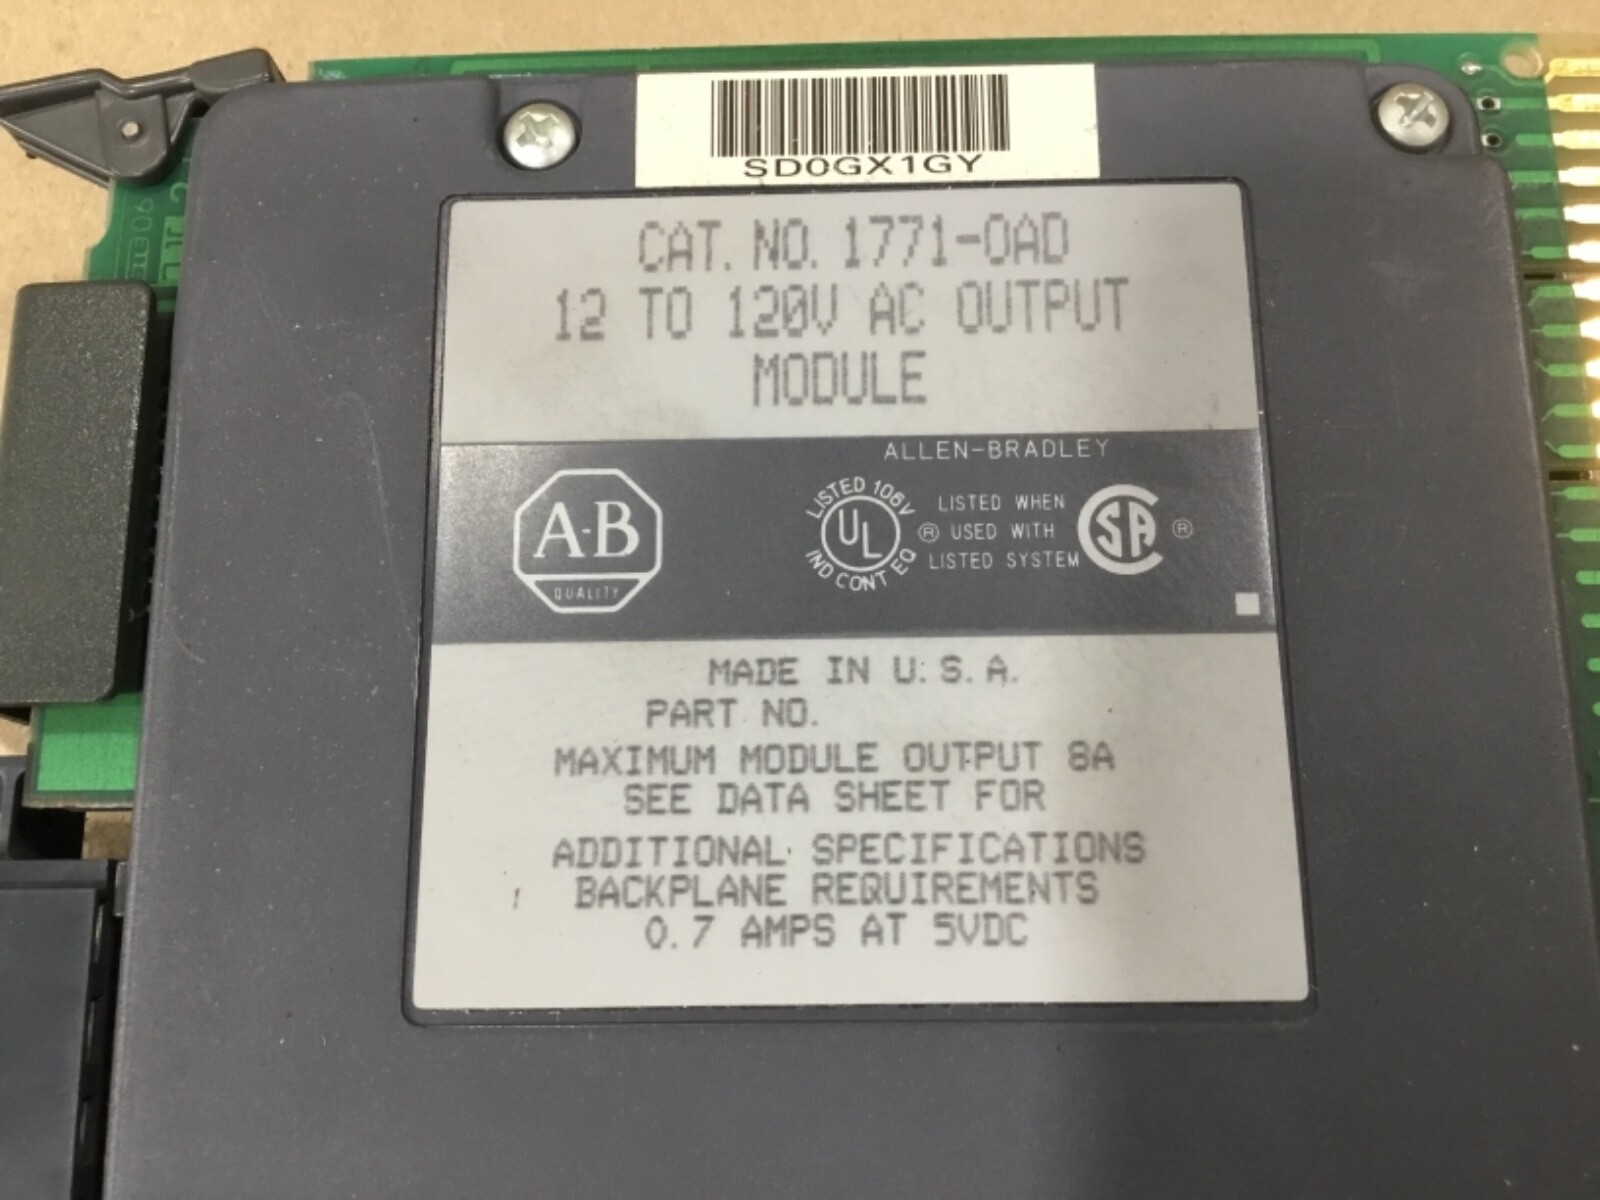 SD0GX1GY
CAT. NO. 1771-OAD
12 TO 120V AC OUTPUT
MODULE
ALLEN-BRADLEY
A-B
QUALITY
LISTED 106V
UL
IND CONT EQ
®
LISTED WHEN
USED WITH
LISTED SYSTEM
SA
®
MADE IN U.S.A.
PART NO.
MAXIMUM MODULE OUTPUT 8A
SEE DATA SHEET FOR
ADDITIONAL SPECIFICATIONS
BACKPLANE REQUIREMENTS
0.7 AMPS AT 5VDC